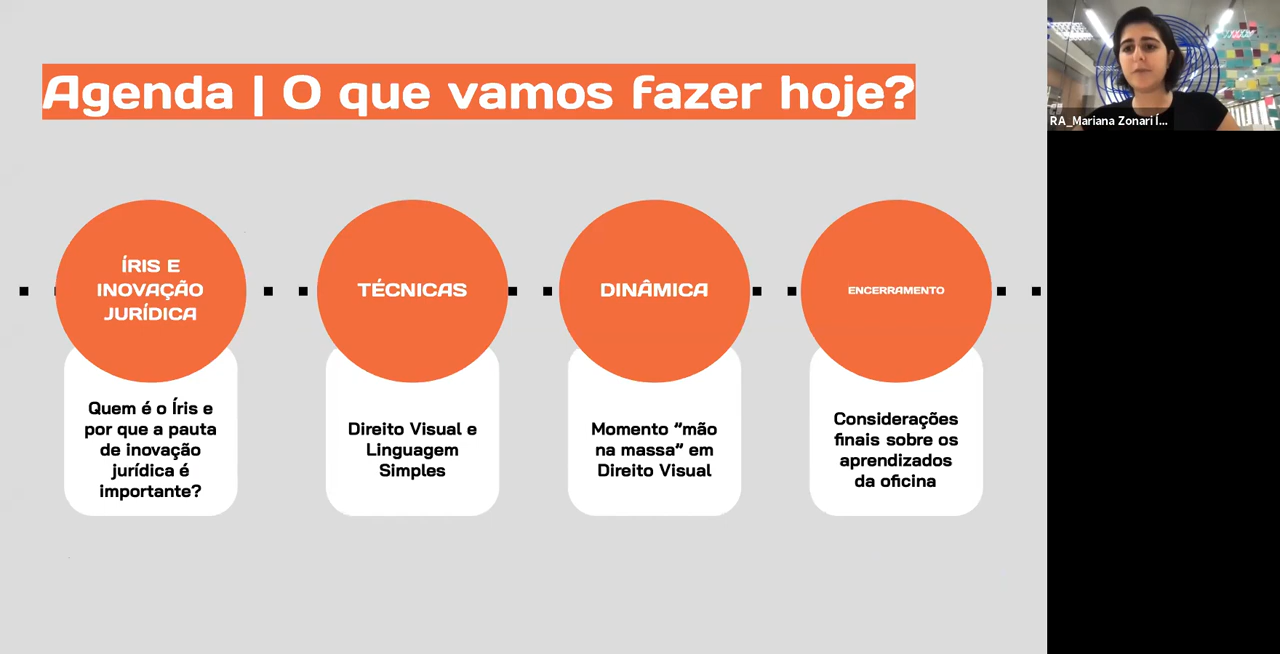 Agenda | O que vamos fazer hoje?
RA_Mariana Zonari Í...
ÍRIS E
INOVAÇÃO
JURÍDICA
Quem é o Íris e
por que a pauta
de inovação
jurídica é
importante?
TÉCNICAS
Direito Visual e
Linguagem
Simples
DINÂMICA
Momento “mão
na massa” em
Direito Visual
ENCERRAMENTO
Considerações
finais sobre os
aprendizados
da oficina